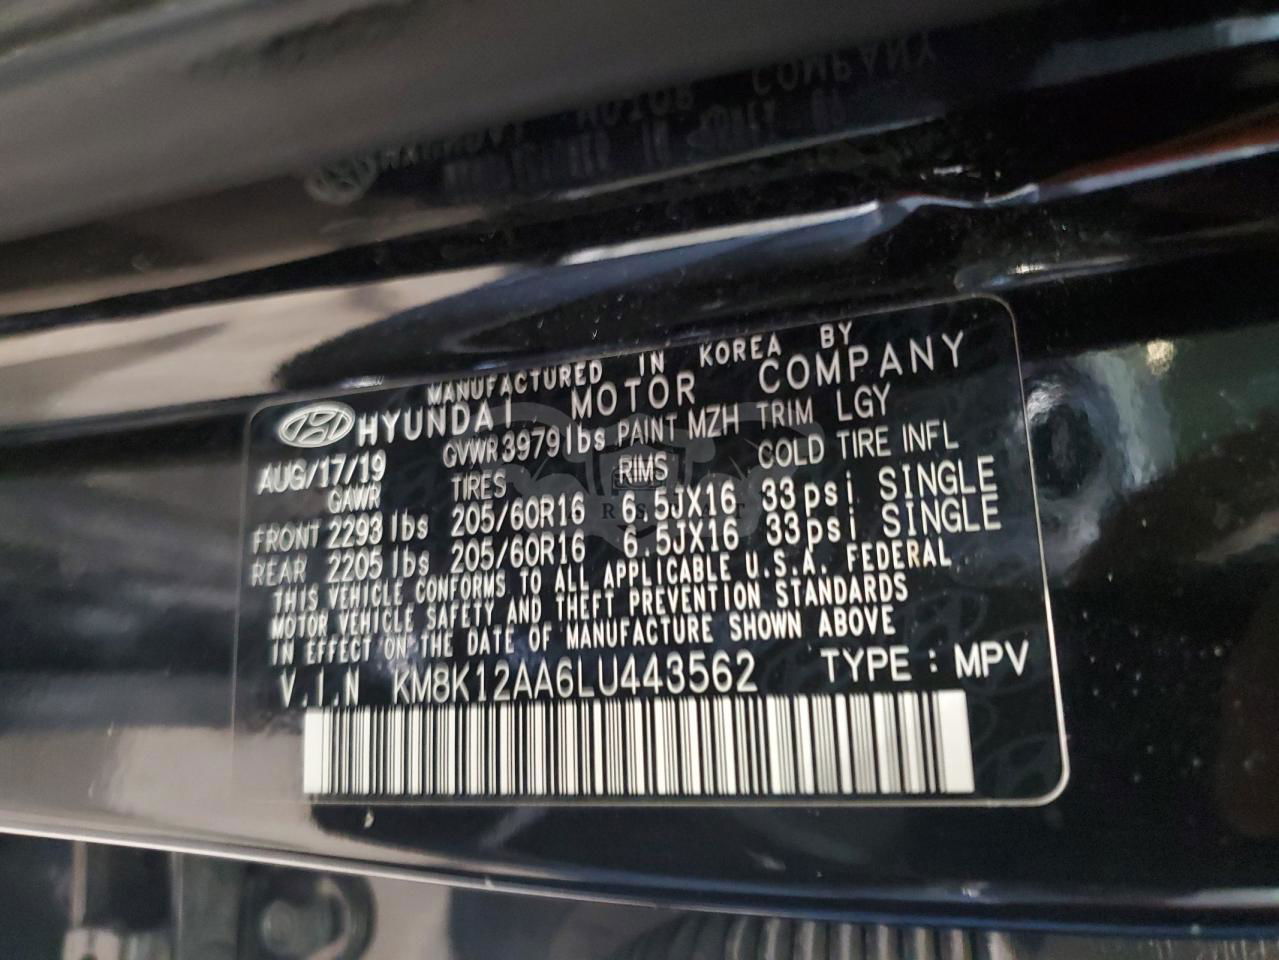 MANUFACTURED IN KOREA BY
HYUNDAI MOTOR COMPANY
AUG/17/19 GVWR 3979lbs PAINT MZH TRIM LGY
GAWR TIRES RIMS COLD TIRE INFL
FRONT 2293 lbs 205/60R16 6.5JX16 33psi SINGLE
REAR 2205 lbs 205/60R16 6.5JX16 33psi SINGLE
THIS VEHICLE CONFORMS TO ALL APPLICABLE U.S.A. FEDERAL
MOTOR VEHICLE SAFETY AND THEFT PREVENTION STANDARDS
IN EFFECT ON THE DATE OF MANUFACTURE SHOWN ABOVE
V.I.N KM8K12AA6LU443562 TYPE : MPV